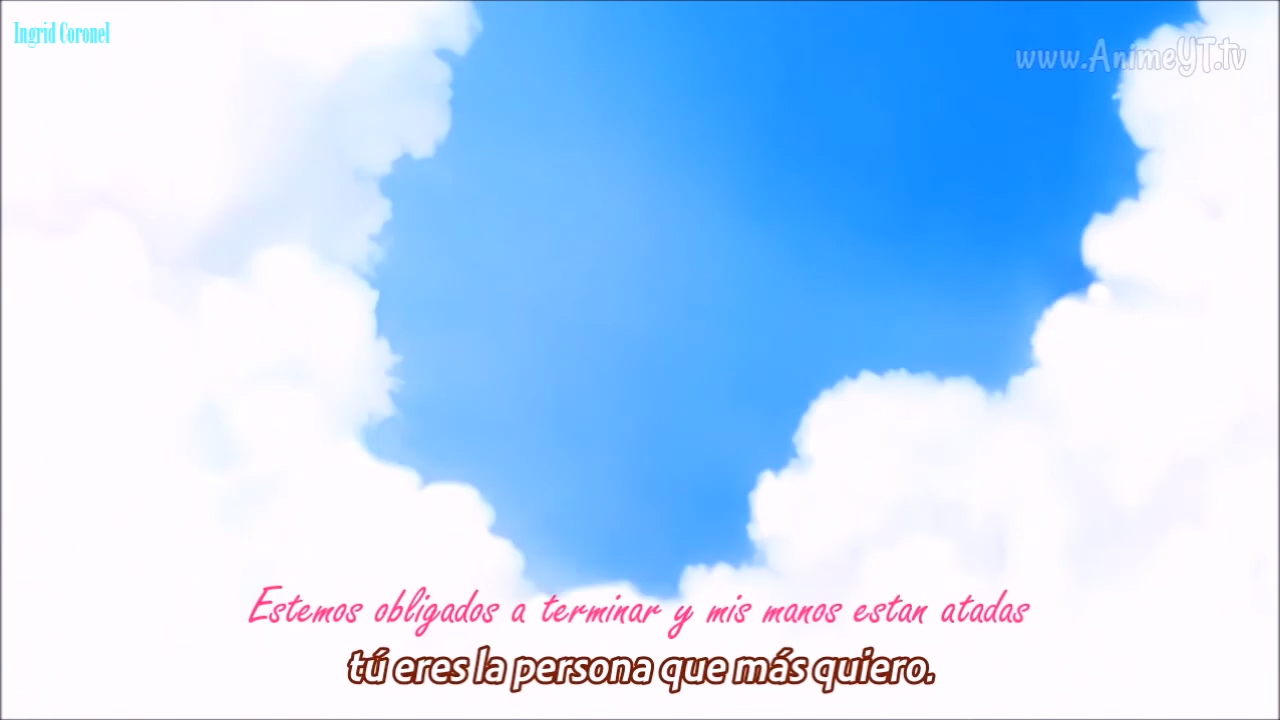 Ingrid Coronel
www.AnimeYT.tv
Estemos obligados a terminar y mis manos estan atadas
tú eres la persona que más quiero.